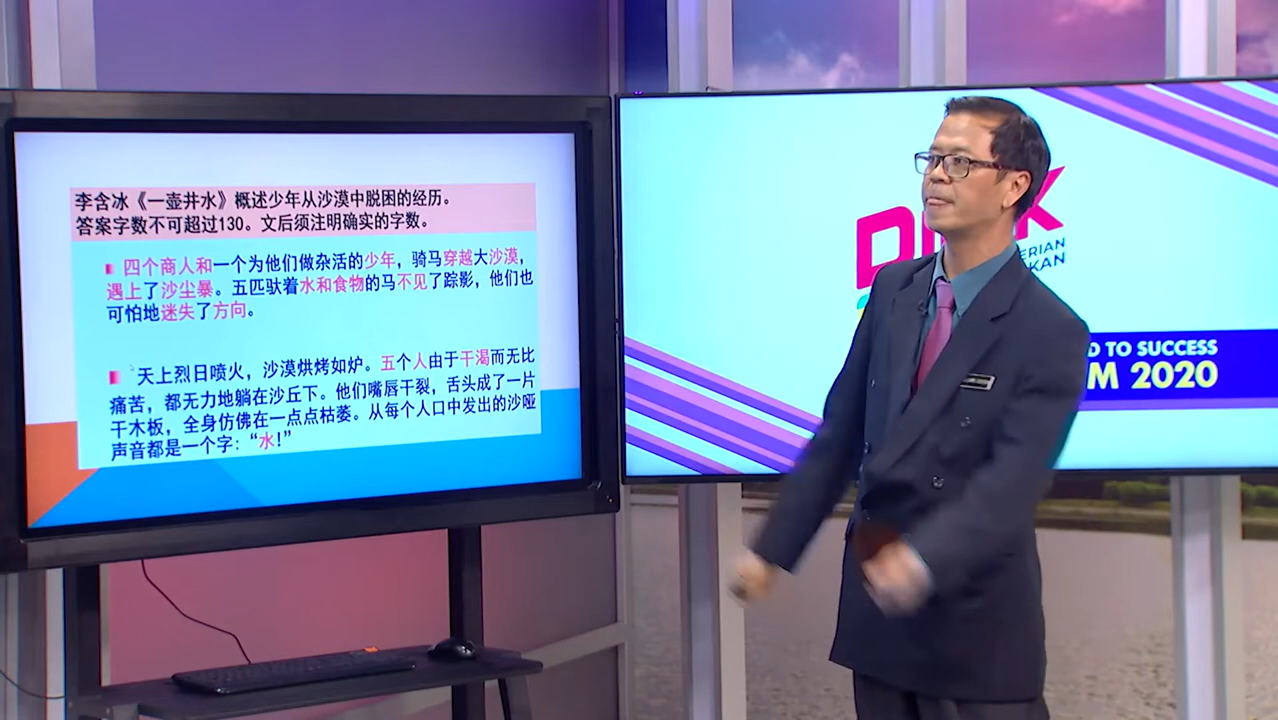 李含冰《一壶井水》概述少年从沙漠中脱困的经历。
答案字数不可超过130。文后须注明确实的字数。
四个商人和一个为他们做杂活的少年，骑马穿越大沙漠，
遇上了沙尘暴。五匹驮着水和食物的马不见了踪影，他们也
可怕地迷失了方向。
天上烈日喷火，沙漠烘烤如炉。五个人由于干渴而无比
痛苦，都无力地躺在沙丘下。他们嘴唇干裂，舌头成了一片
干木板，全身仿佛在一点点枯萎。从每个人口中发出的沙哑
声音都是一个字：“水!”
ERIAN
KAN
D TO SUCCESS
M 2020